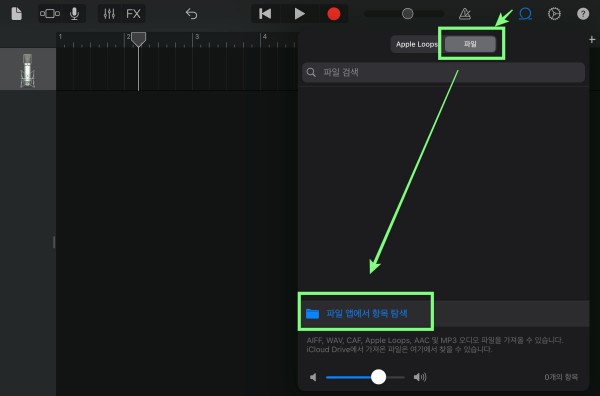 FX
?
1
2
3
4
Apple Loops
파일
파일 검색
파일 앱에서 항목 탐색
AIFF, WAV, CAF, Apple Loops, AAC 및 MP3 오디오 파일을 가져올 수 있습니다.
iCloud Drive에서 가져온 파일은 여기에서 찾을 수 있습니다.
0개의 항목